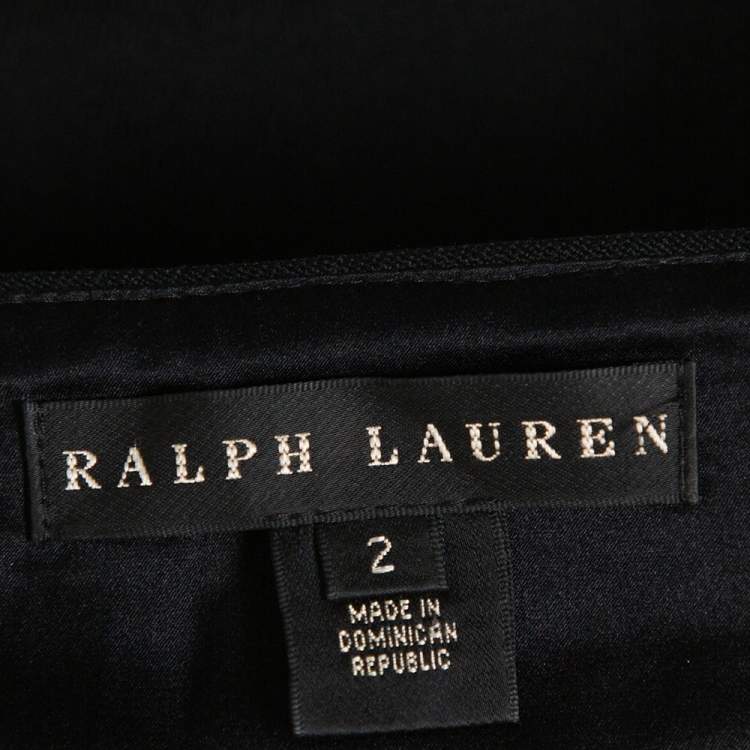 RALPH LAUREN
2
MADE IN
DOMINICAN
REPUBLIC